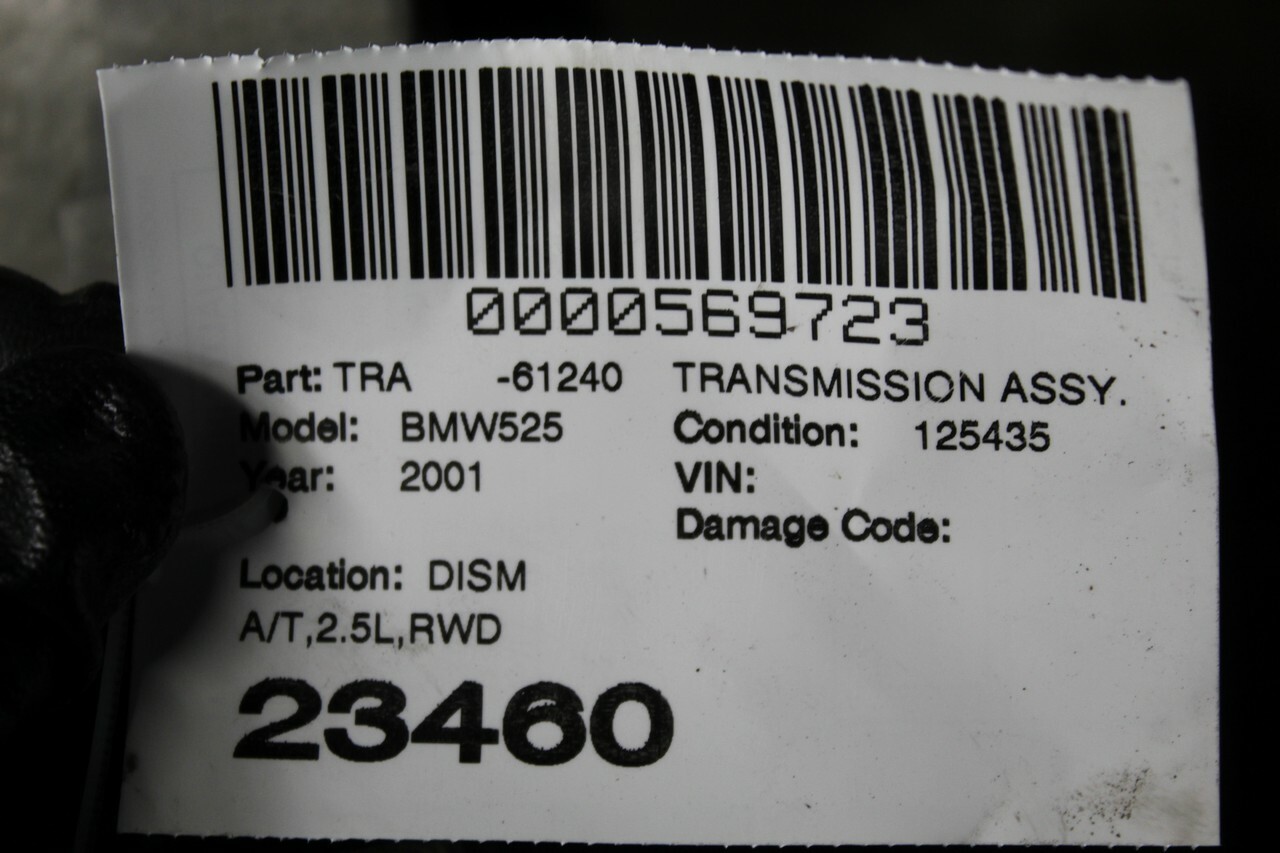 0000569723
Part: TRA -61240 TRANSMISSION ASSY.
Model: BMW525 Condition: 125435
Year: 2001 VIN:
Damage Code:
Location: DISM
A/T,2.5L,RWD
23460